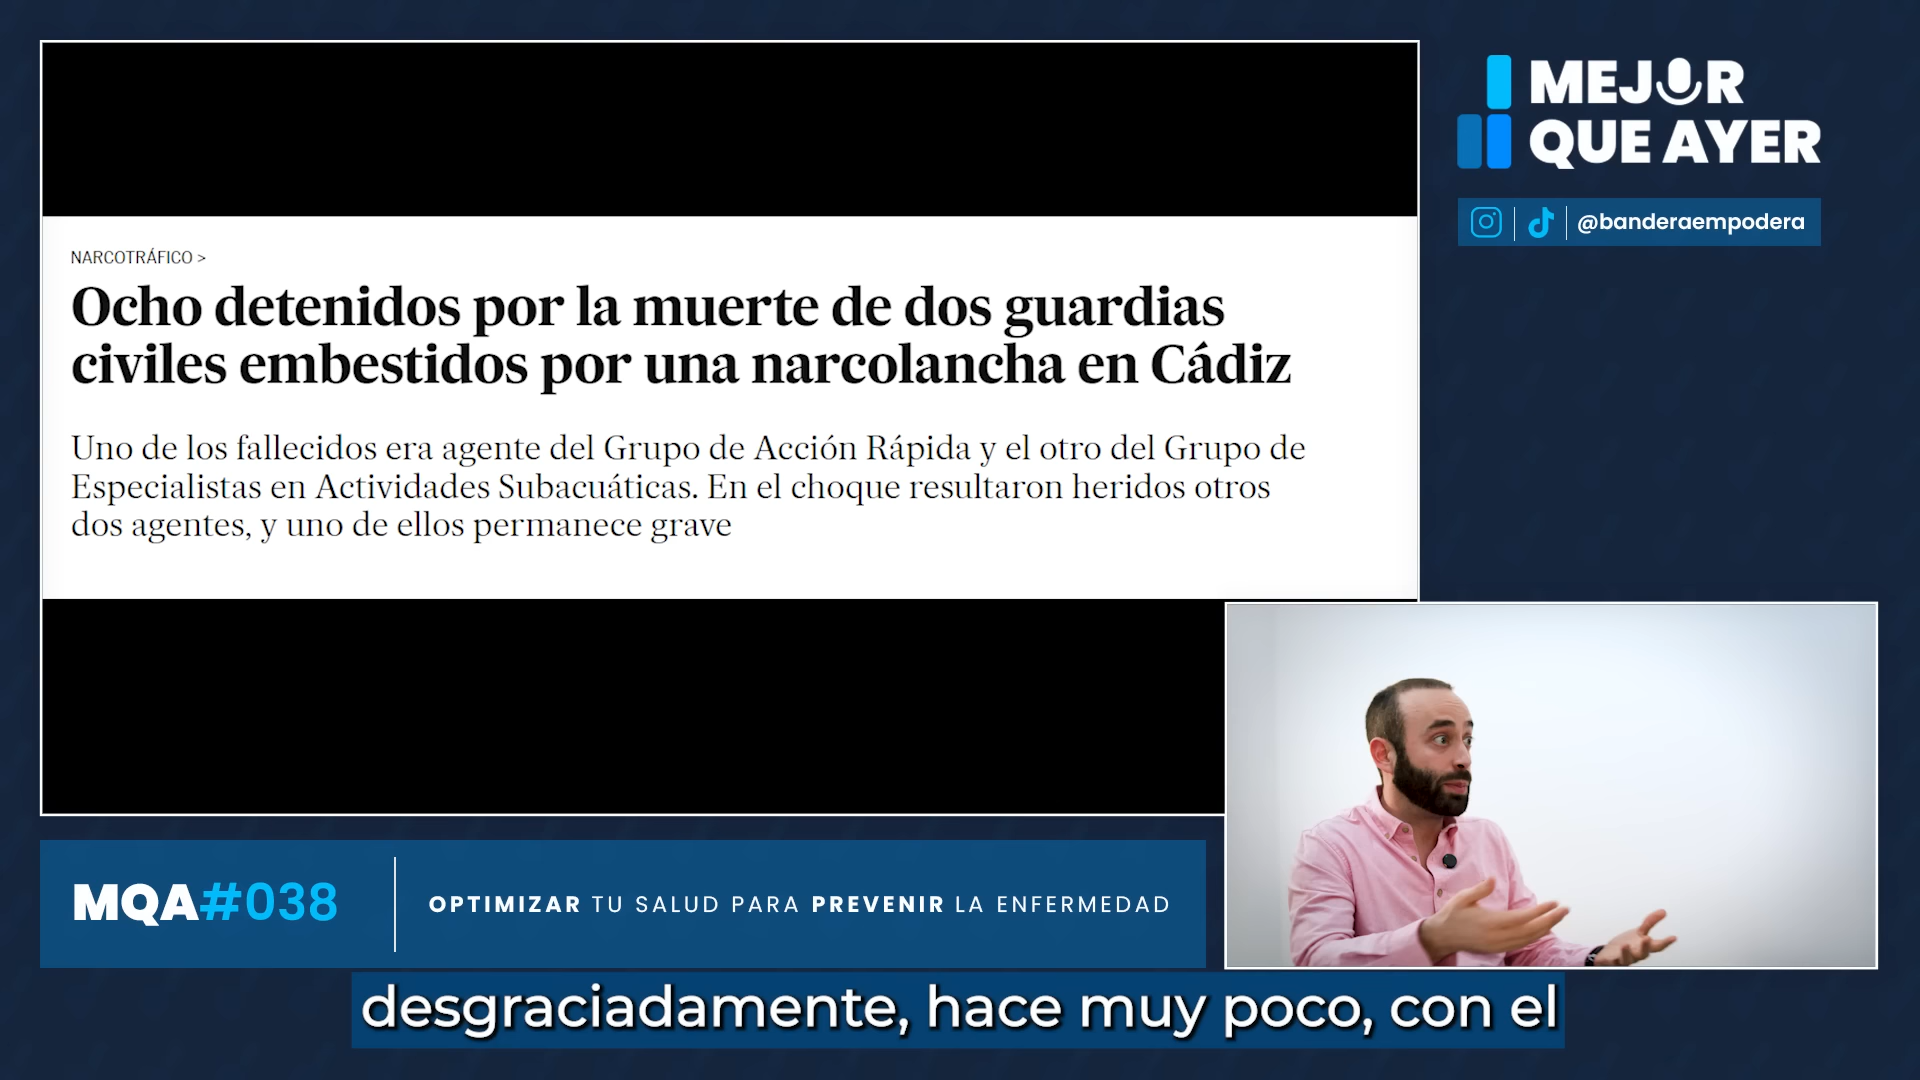 MEJOR
QUE AYER
@banderaempodera
NARCOTRÁFICO >
Ocho detenidos por la muerte de dos guardias
civiles embestidos por una narcolancha en Cádiz
Uno de los fallecidos era agente del Grupo de Acción Rápida y el otro del Grupo de
Especialistas en Actividades Subacuáticas. En el choque resultaron heridos otros
dos agentes, y uno de ellos permanece grave
MQA#038
OPTIMIZAR TU SALUD PARA PREVENIR LA ENFERMEDAD
desgraciadamente, hace muy poco, con el